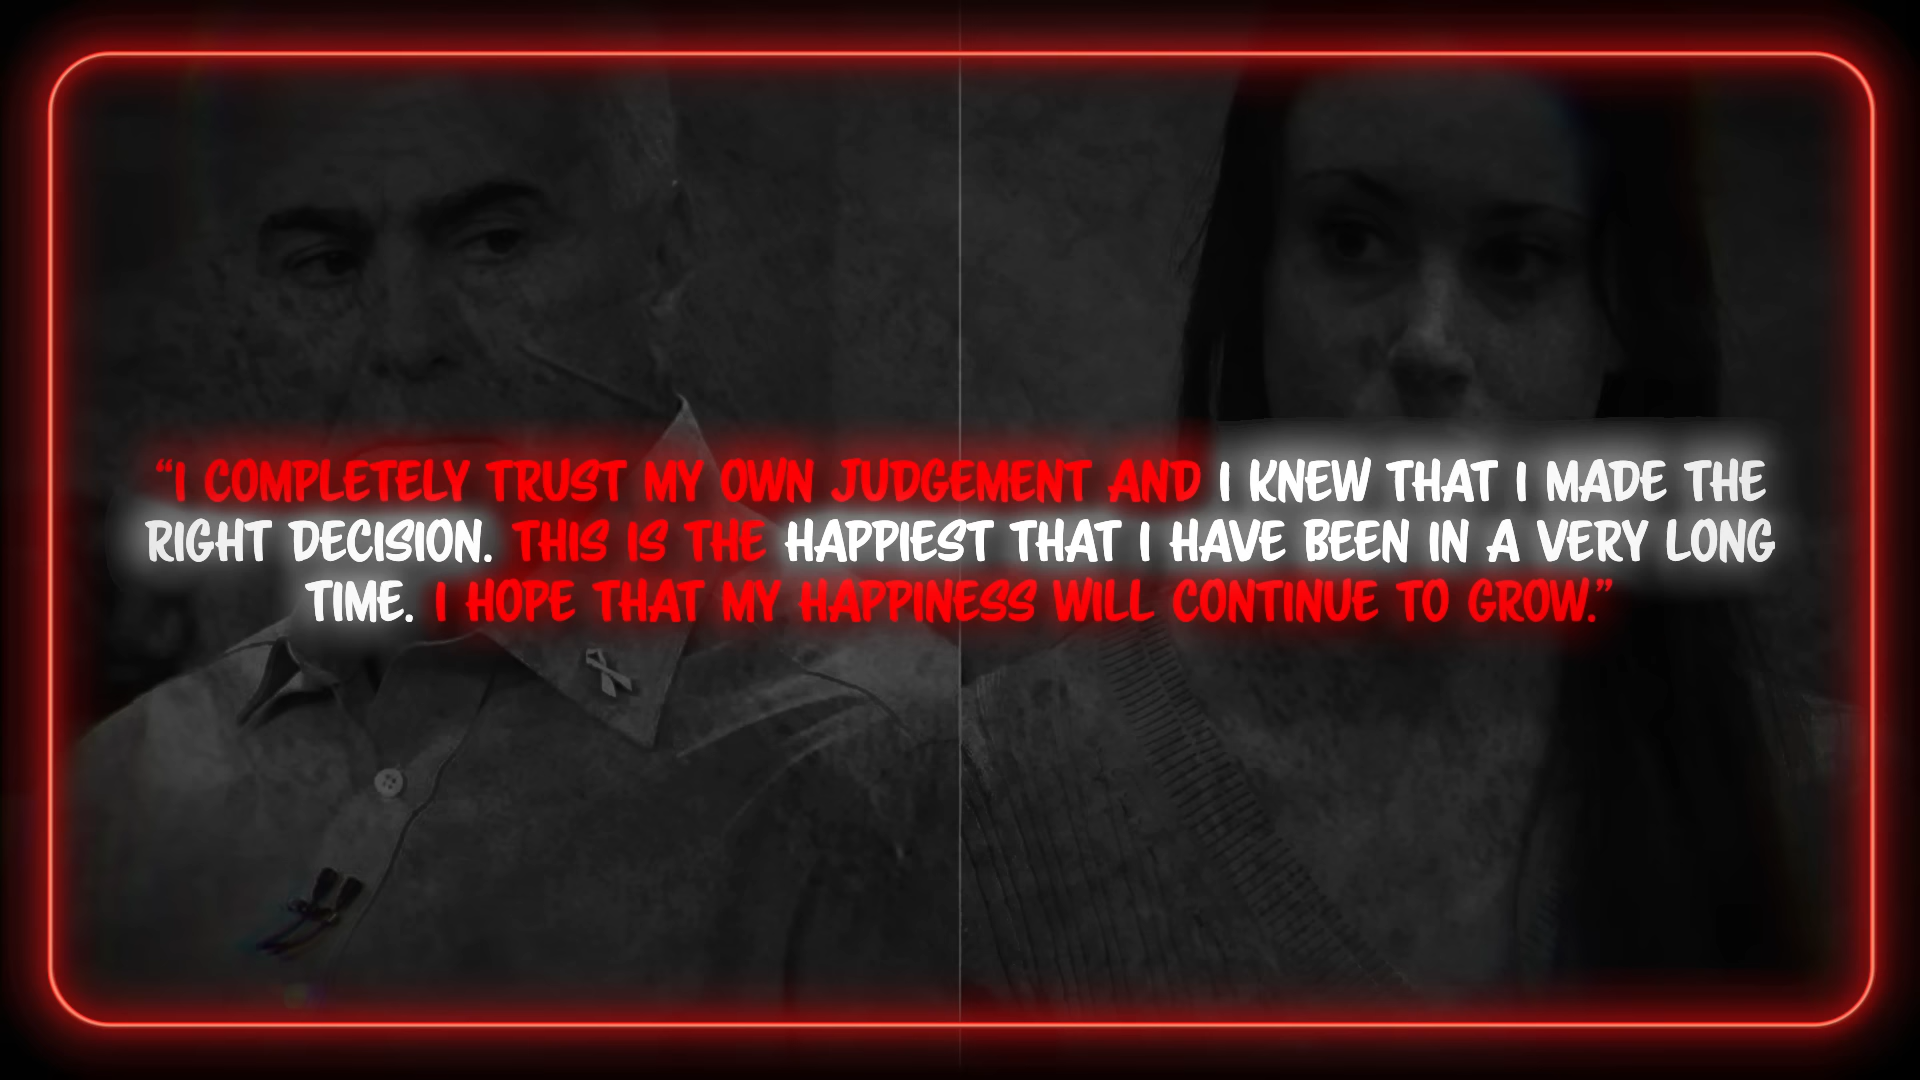 “I COMPLETELY TRUST MY OWN JUDGEMENT AND I KNEW THAT I MADE THE
RIGHT DECISION. THIS IS THE HAPPIEST THAT I HAVE BEEN IN A VERY LONG
TIME. I HOPE THAT MY HAPPINESS WILL CONTINUE TO GROW.”